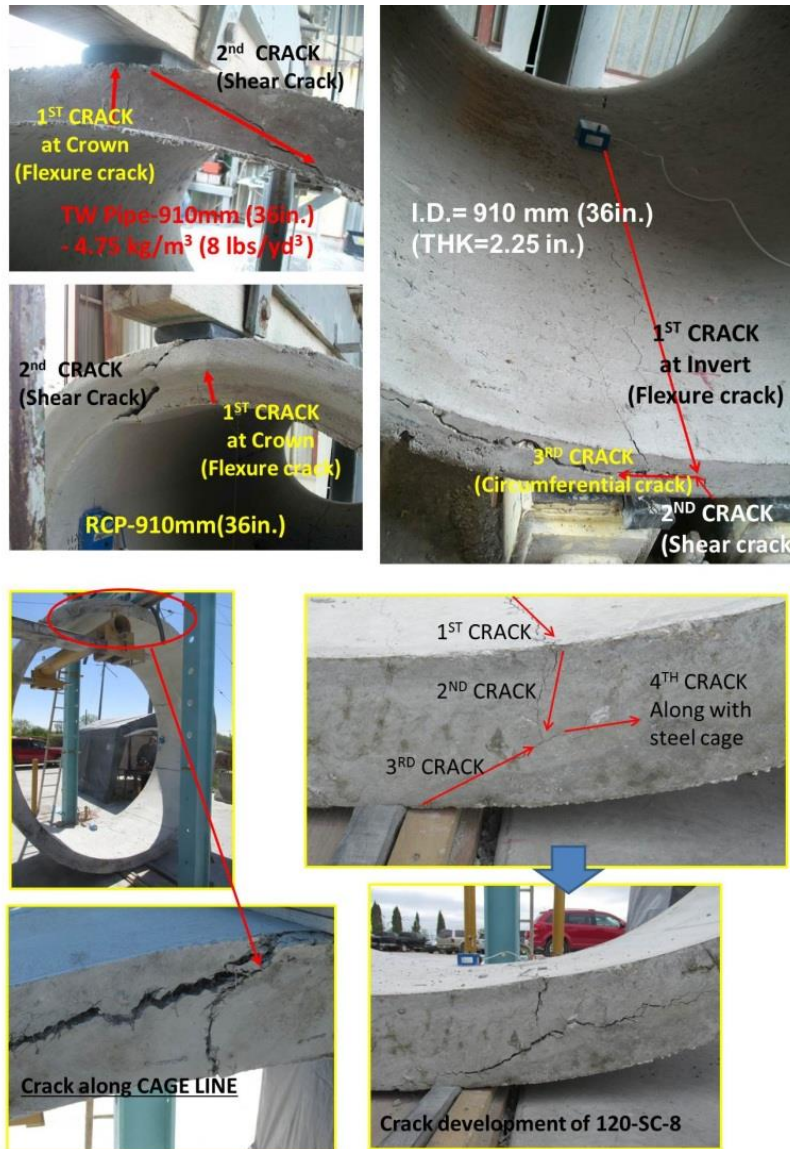 2nd CRACK
(Shear Crack)
1ST CRACK
at Crown
(Flexure crack)
TW Pipe-910mm (36in.)
- 4.75 kg/m3 (8 lbs/yd3 )
2nd CRACK
(Shear Crack)
1ST CRACK
at Crown
(Flexure crack)
RCP-910mm(36in.)
I.D.= 910 mm (36in.)
(THK=2.25 in.)
1ST CRACK
at Invert
(Flexure crack)
3RD CRACK
(Circumferential crack)
2ND CRACK
(Shear crack
1ST CRACK
2ND CRACK
3RD CRACK
4TH CRACK
Along with
steel cage
Crack along CAGE LINE
Crack development of 120-SC-8